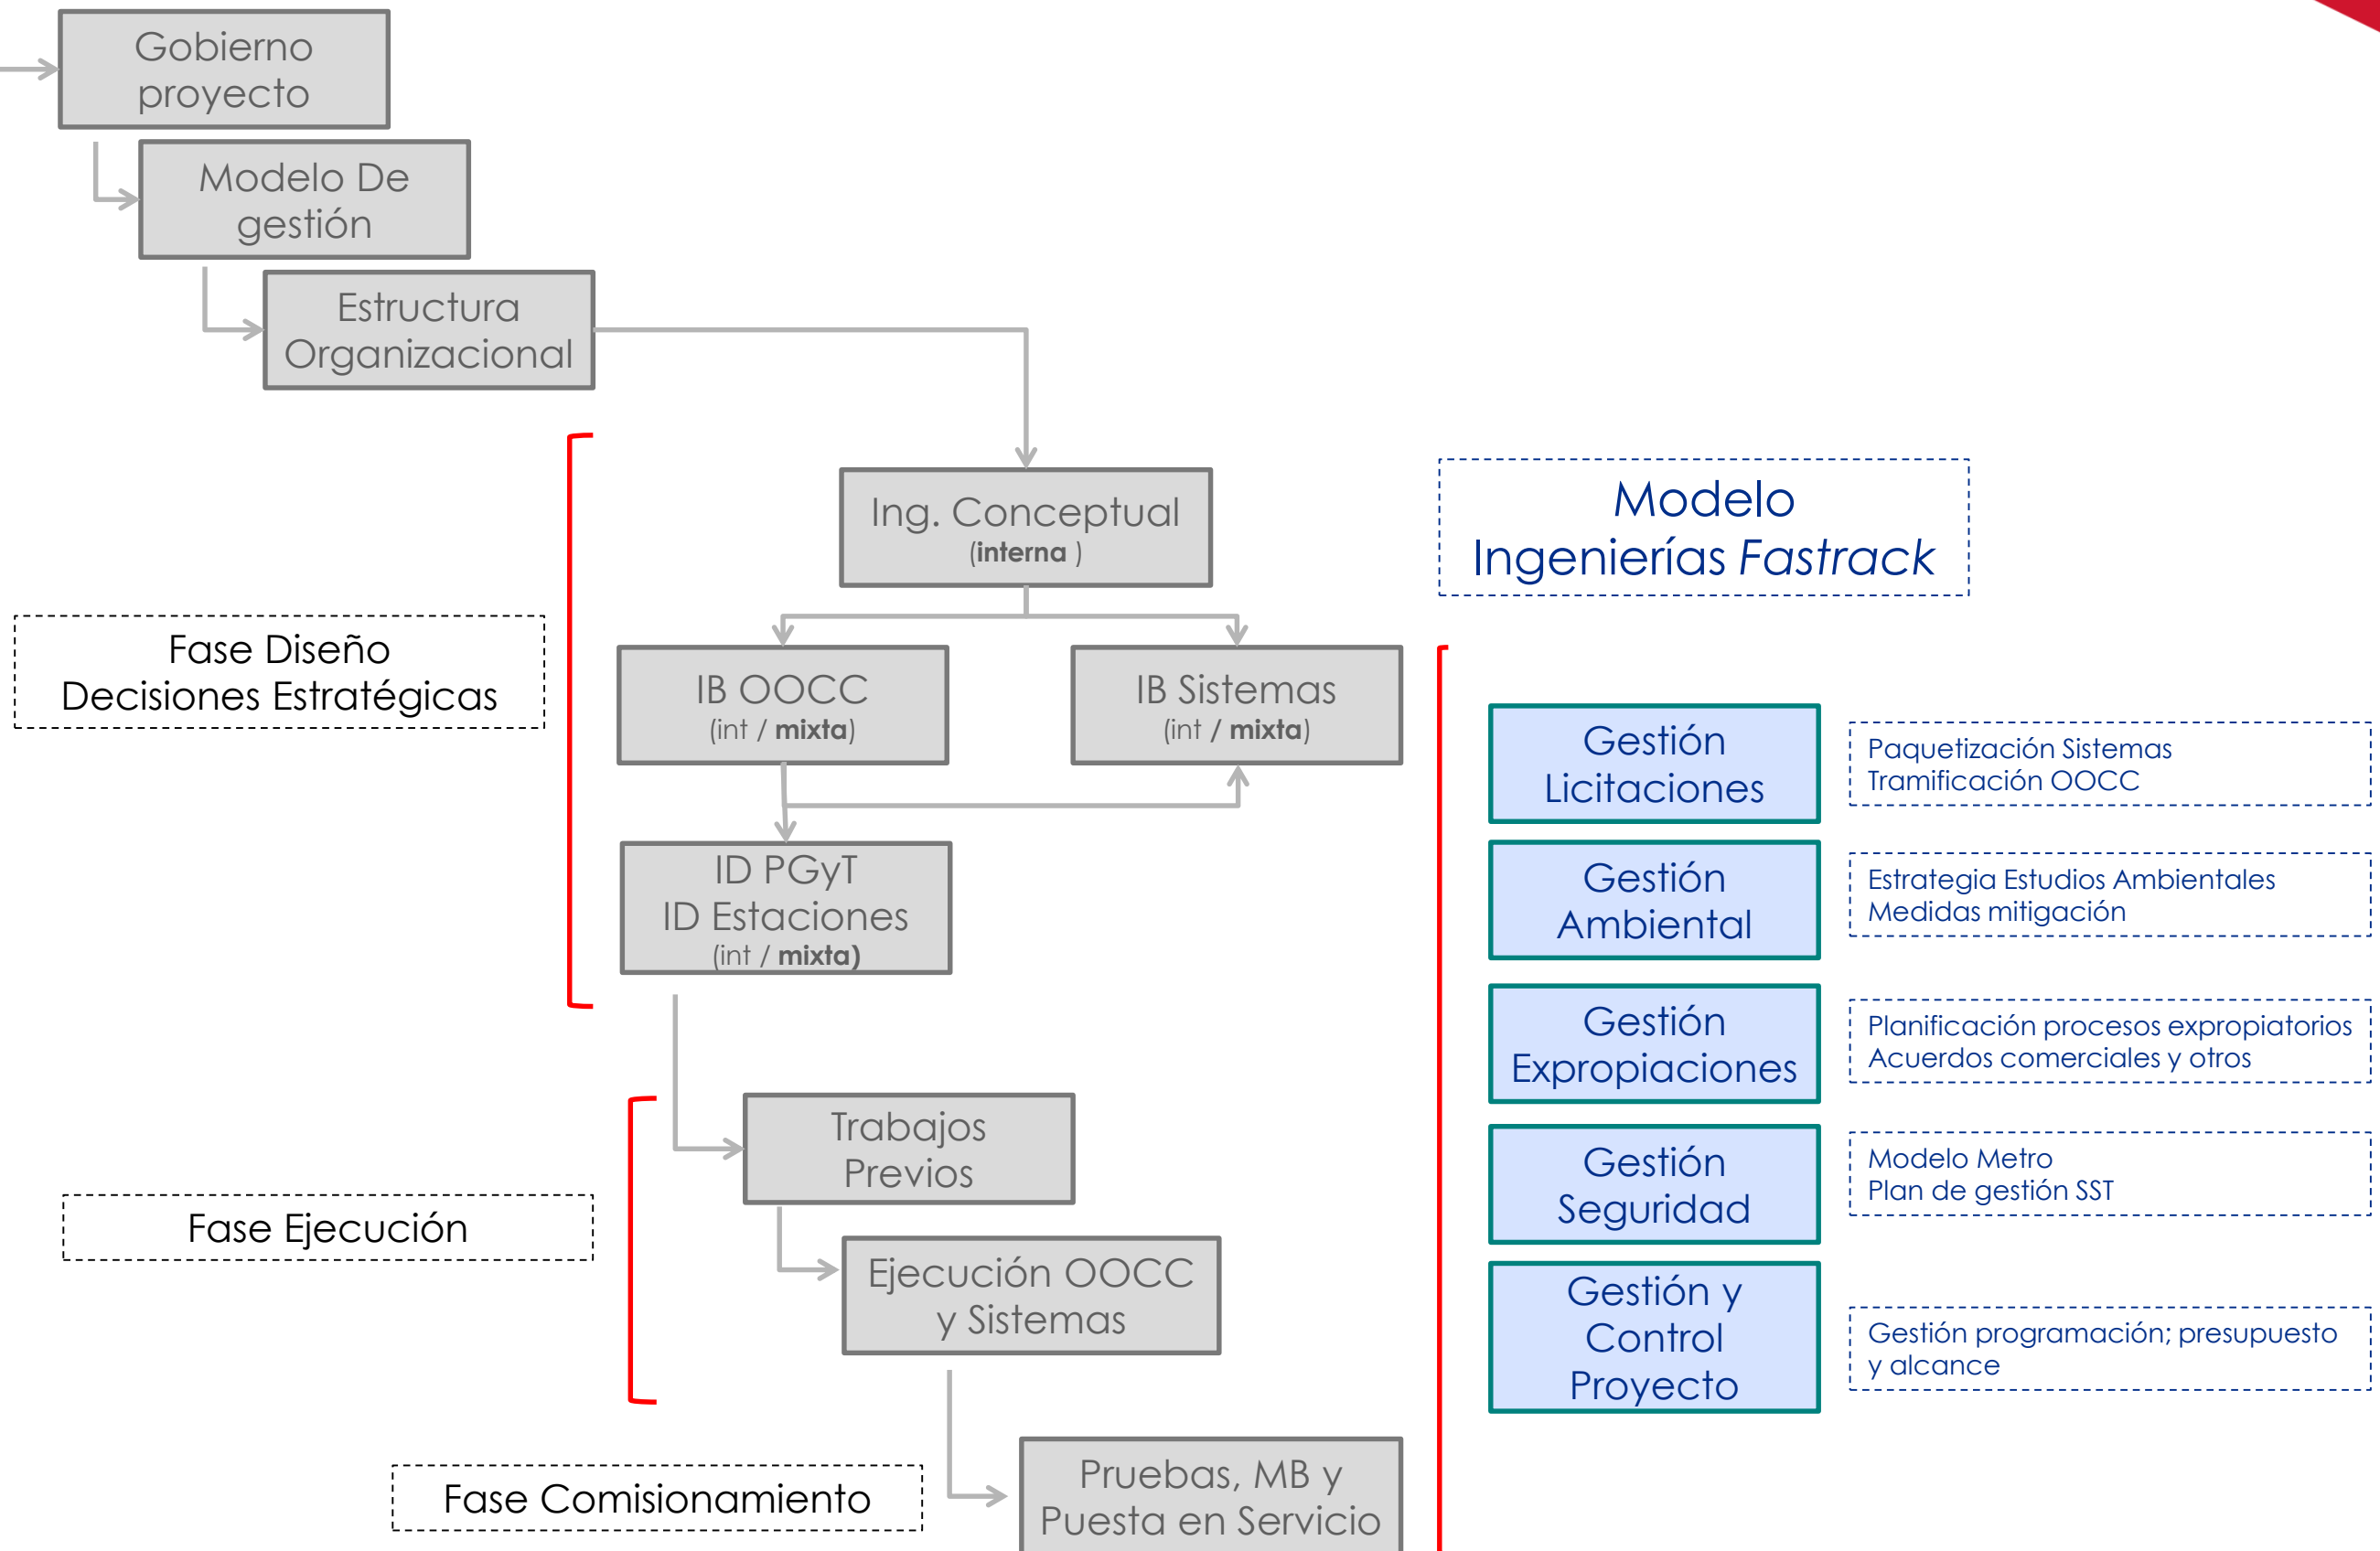 Gobierno
proyecto
Modelo De
gestión
Estructura
Organizacional
Ing. Conceptual
(interna )
Modelo
Ingenierías Fastrack
Fase Diseño
Decisiones Estratégicas
IB OOCC
(int / mixta)
IB Sistemas
(int / mixta)
ID PGyT
ID Estaciones
(int / mixta)
Gestión
Licitaciones
Paquetización Sistemas
Tramificación OOCC
Gestión
Ambiental
Estrategia Estudios Ambientales
Medidas mitigación
Gestión
Expropiaciones
Planificación procesos expropiatorios
Acuerdos comerciales y otros
Trabajos
Previos
Gestión
Seguridad
Modelo Metro
Plan de gestión SST
Fase Ejecución
Ejecución OOCC
y Sistemas
Gestión y
Control
Proyecto
Gestión programación; presupuesto
y alcance
Fase Comisionamiento
Pruebas, MB y
Puesta en Servicio